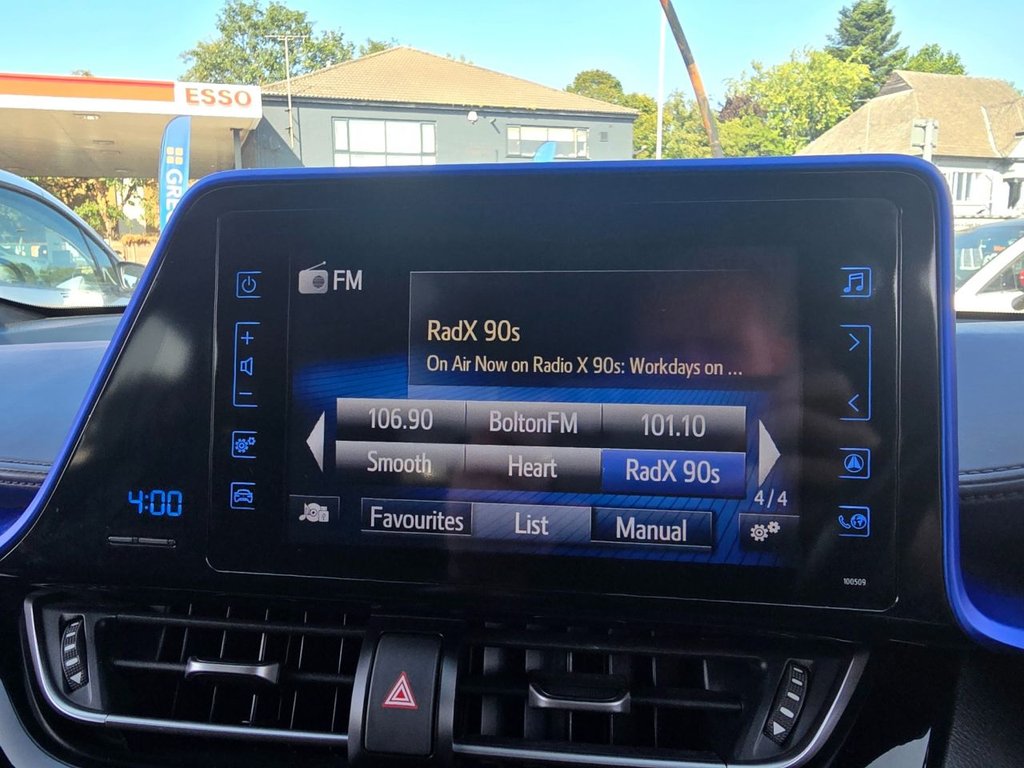 ESSO
GRE
FM
RadX 90s
On Air Now on Radio X 90s: Workdays on ...
106.90 BoltonFM 101.10
Smooth Heart RadX 90s
4/4
4:00
Favourites List Manual
100509